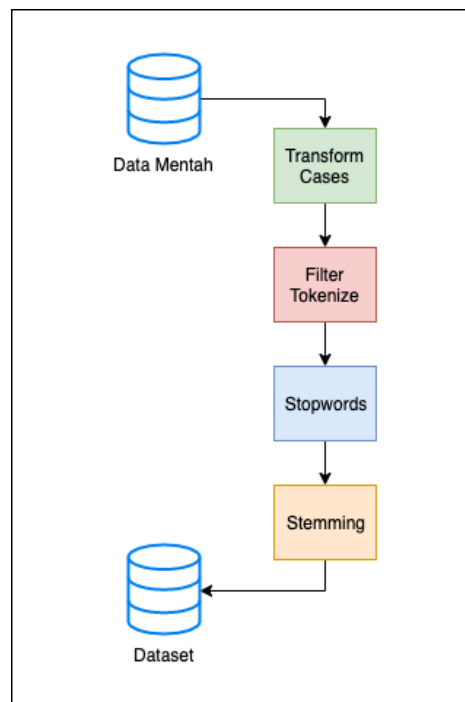 Data Mentah
Transform
Cases
Filter
Tokenize
Stopwords
Stemming
Dataset